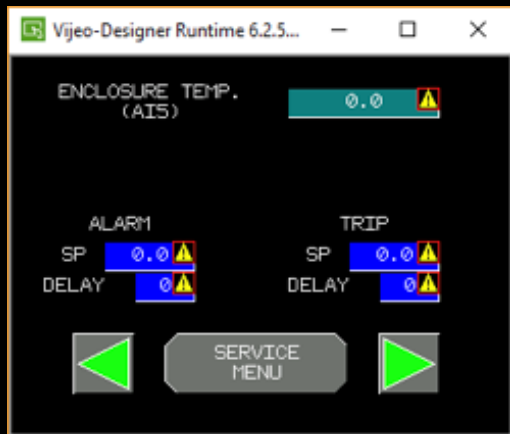 Vijeo-Designer Runtime 6.2.5...
ENCLOSURE TEMP. 0.0
(AI5)
ALARM TRIP
SP 0.0 SP 0.0
DELAY 0 DELAY 0
SERVICE
MENU